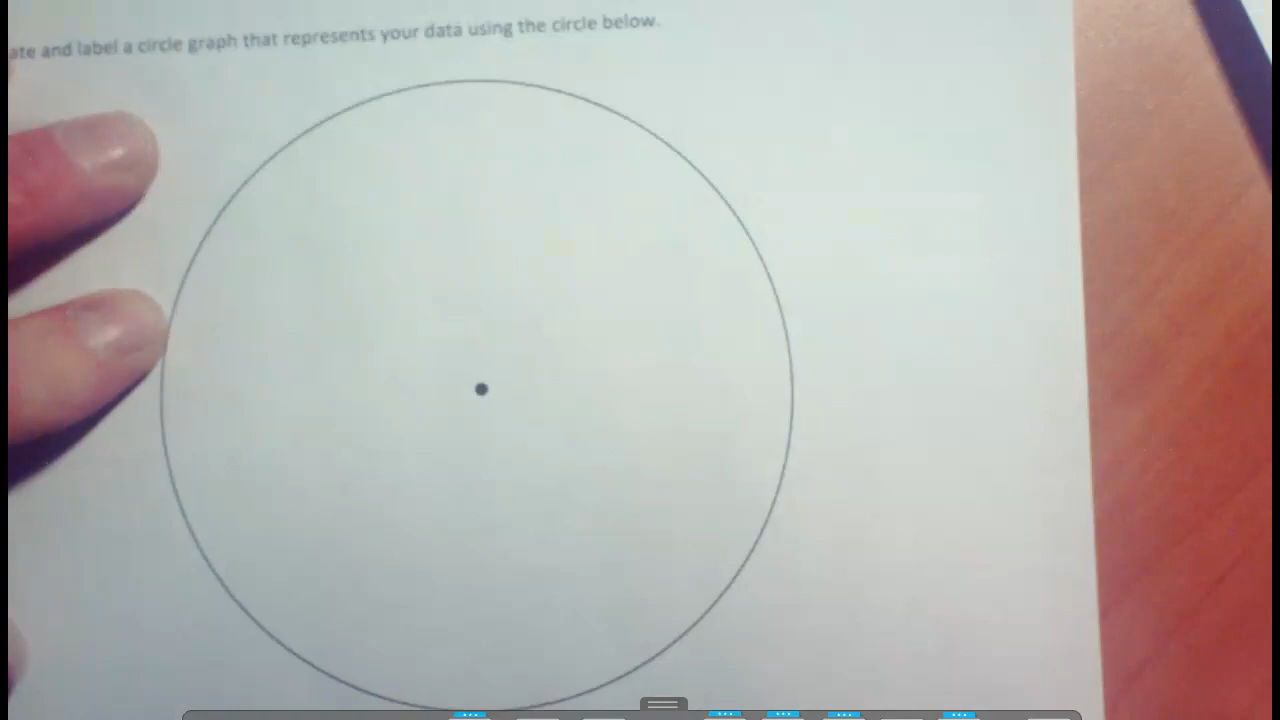 ate and label a circle graph that represents your data using the circle below.